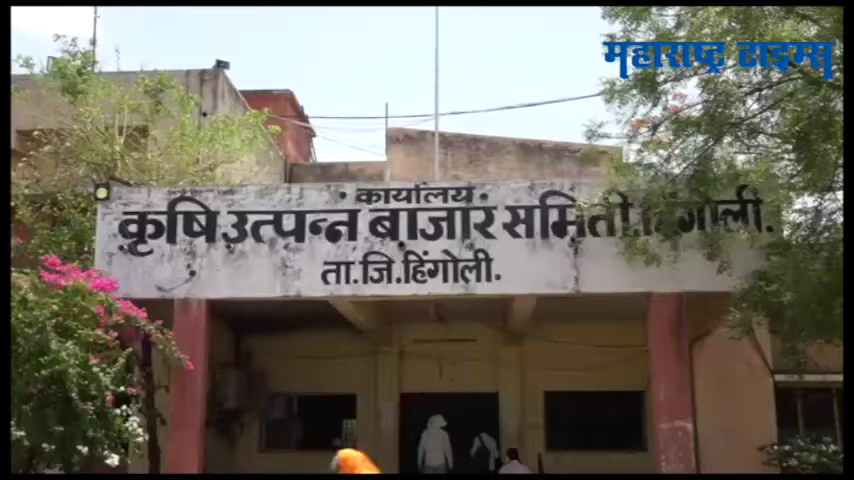 महाराष्ट्र टाइम्स
कार्यालय
कृषि उत्पन्न बाजार समिती. हिंगोली.
ता.जि.हिंगोली.